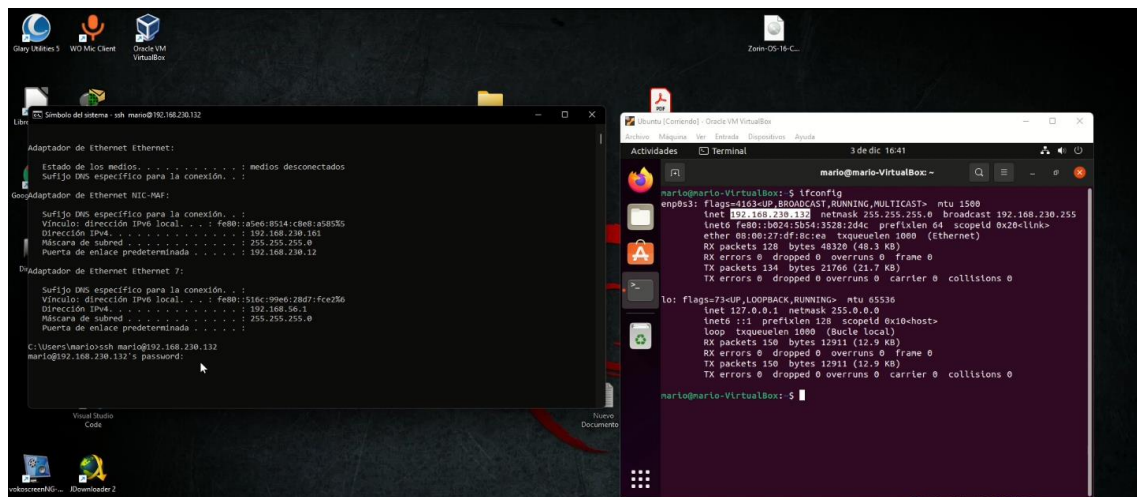 Glary Utilities 5
WO Mic Client
Oracle VM
VirtualBox
Zorin-OS-16-C...
Libre
PDF
Símbolo del sistema - ssh mario@192.168.230.132
Adaptador de Ethernet Ethernet:
Estado de los medios. . . . . . . . . . . : medios desconectados
Sufijo DNS específico para la conexión. . :
Adaptador de Ethernet NIC-MAF:
Sufijo DNS específico para la conexión. . :
Vínculo: dirección IPv6 local. . . : fe80::a5e6:8514:c8e8:a585%5
Dirección IPv4. . . . . . . . . . . . . . : 192.168.230.161
Máscara de subred . . . . . . . . . . . . : 255.255.255.0
Puerta de enlace predeterminada . . . . . : 192.168.230.12
Adaptador de Ethernet Ethernet 7:
Sufijo DNS específico para la conexión. . :
Vínculo: dirección IPv6 local. . . : fe80::516c:99e6:28d7:fce2%6
Dirección IPv4. . . . . . . . . . . . . . : 192.168.56.1
Máscara de subred . . . . . . . . . . . . : 255.255.255.0
Puerta de enlace predeterminada . . . . . :
C:\Users\mario>ssh mario@192.168.230.132
mario@192.168.230.132's password:
Ubuntu [Corriendo] - Oracle VM VirtualBox
Archivo Máquina Ver Entrada Dispositivos Ayuda
Actividades Terminal 3 de dic 16:41
mario@mario-VirtualBox: ~
mario@mario-VirtualBox:~$ ifconfig
enp0s3: flags=4163<UP,BROADCAST,RUNNING,MULTICAST> mtu 1500
inet 192.168.230.132 netmask 255.255.255.0 broadcast 192.168.230.255
inet6 fe80::b024:5b54:3528:2d4c prefixlen 64 scopeid 0x20<link>
ether 08:00:27:df:8c:ea txqueuelen 1000 (Ethernet)
RX packets 128 bytes 48320 (48.3 KB)
RX errors 0 dropped 0 overruns 0 frame 0
TX packets 134 bytes 21766 (21.7 KB)
TX errors 0 dropped 0 overruns 0 carrier 0 collisions 0
lo: flags=73<UP,LOOPBACK,RUNNING> mtu 65536
inet 127.0.0.1 netmask 255.0.0.0
inet6 ::1 prefixlen 128 scopeid 0x10<host>
loop txqueuelen 1000 (Bucle local)
RX packets 150 bytes 12911 (12.9 KB)
RX errors 0 dropped 0 overruns 0 frame 0
TX packets 150 bytes 12911 (12.9 KB)
TX errors 0 dropped 0 overruns 0 carrier 0 collisions 0
mario@mario-VirtualBox:~$
Visual Studio
Code
Nuevo
Documento
vokoscreenNG-...
JDownloader 2